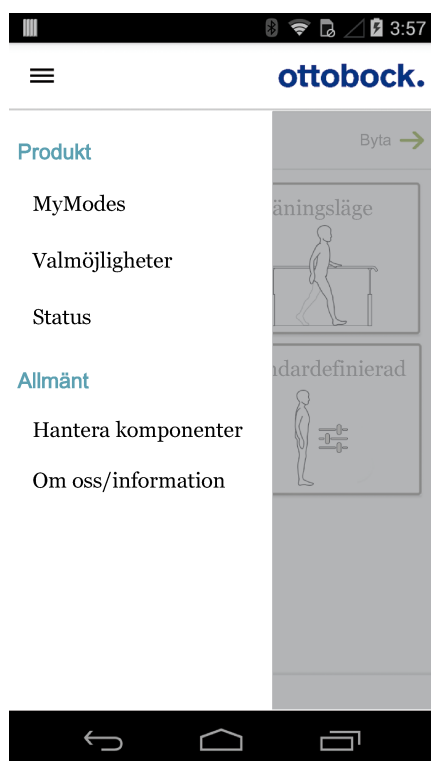 3:57
ottobock.
Produkt
Byta
MyModes
äningsläge
Valmöjligheter
Status
Allmänt
ndardefinierad
Hantera komponenter
Om oss/information